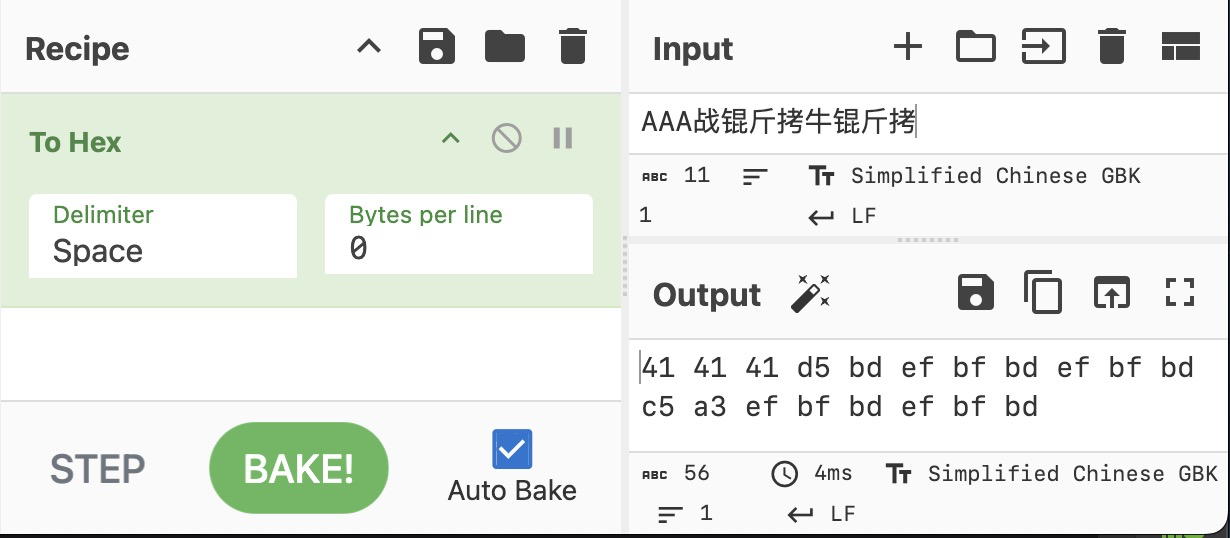 Recipe
To Hex
Delimiter
Space
Bytes per line
0
STEP
BAKE!
Auto Bake
Input
AAA战锟斤拷牛锟斤拷
ABC 11
Tт Simplified Chinese GBK
1
LF
Output
41 41 41 d5 bd ef bf bd ef bf bd
c5 a3 ef bf bd ef bf bd
ABC 56
4ms
Tт Simplified Chinese GBK
1
LF